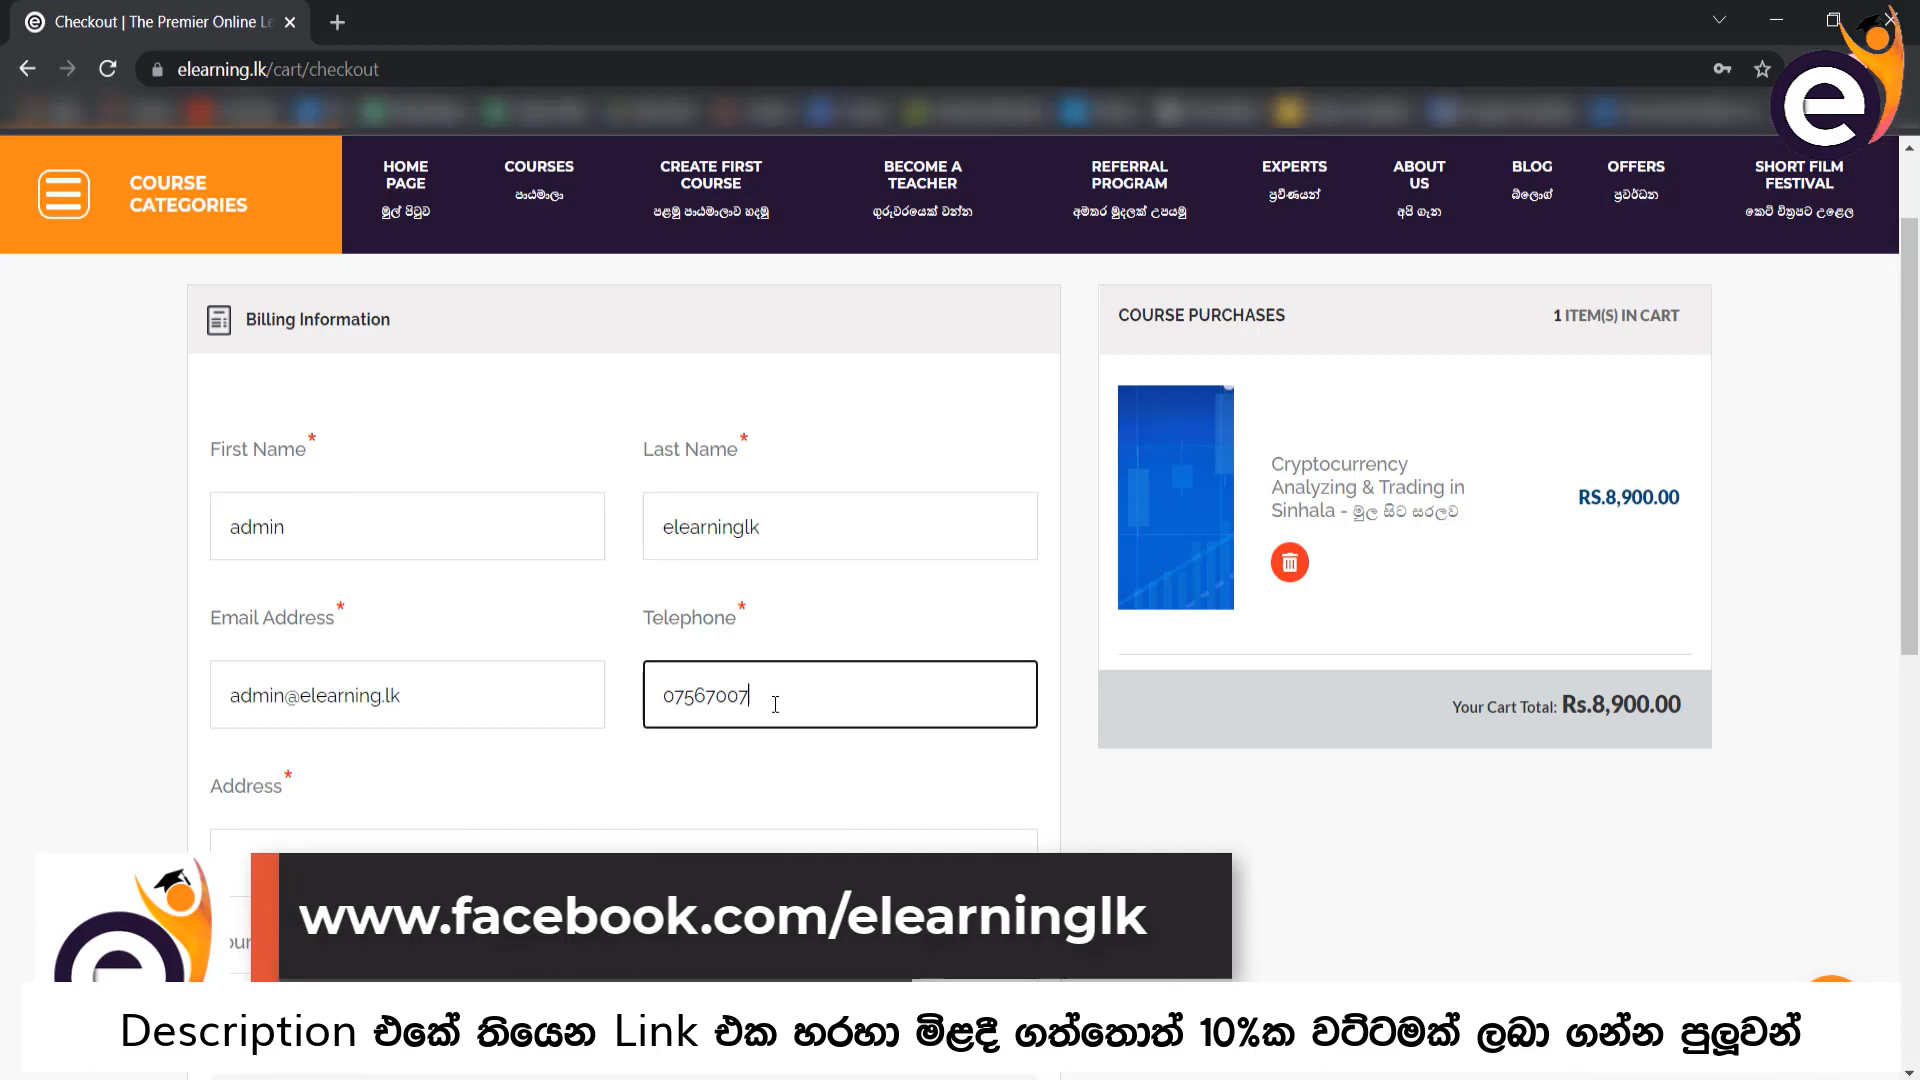 Checkout | The Premier Online Le
elearning.lk/cart/checkout
COURSE
CATEGORIES
HOME
PAGE
මුල් පිටුව
COURSES
පාඨමාලා
CREATE FIRST
COURSE
පළමු පාඨමාලාව හදමු
BECOME A
TEACHER
ගුරුවරයෙක් වන්න
REFERRAL
PROGRAM
අමතර මුදලක් උපයමු
EXPERTS
ප්‍රවීණයන්
ABOUT
US
අපි ගැන
BLOG
බ්ලොග්
OFFERS
ප්‍රවර්ධන
SHORT FILM
FESTIVAL
කෙටි චිත්‍රපට උළෙල
Billing Information
First Name*
Last Name*
admin
elearninglk
Email Address*
Telephone*
admin@elearning.lk
07567007
Address*
COURSE PURCHASES
1 ITEM(S) IN CART
Cryptocurrency
Analyzing & Trading in
Sinhala - මුල සිට සරලව
RS.8,900.00
Your Cart Total: Rs.8,900.00
www.facebook.com/elearninglk
Description එකේ තියෙන Link එක හරහා මිළදී ගත්තොත් 10%ක වට්ටමක් ලබා ගන්න පුලුවන්